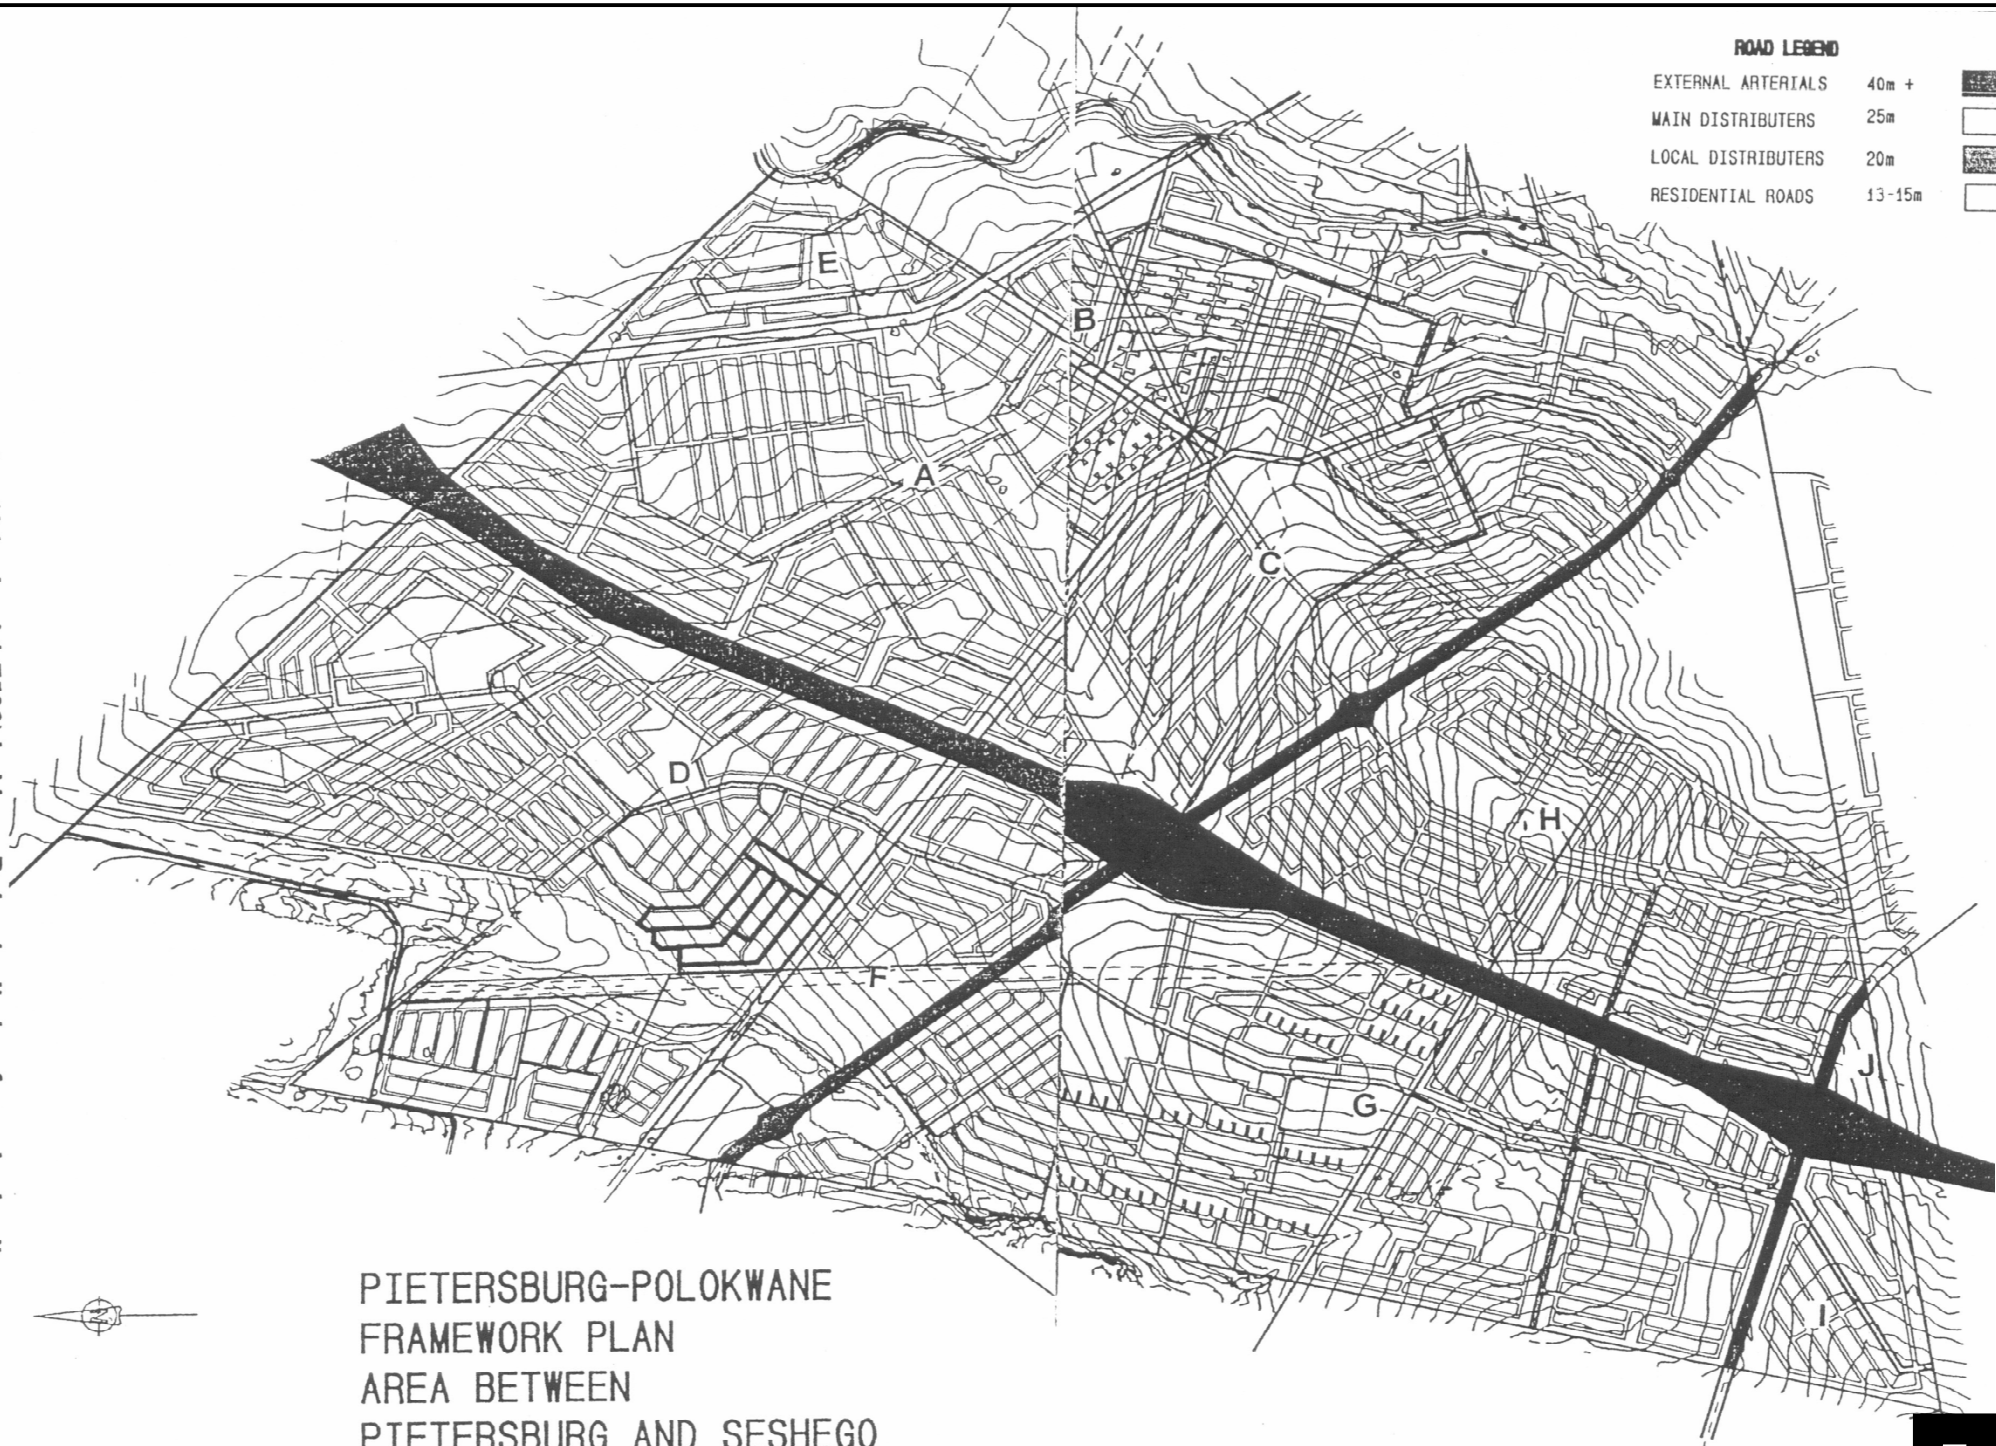 ROAD LEGEND
EXTERNAL ARTERIALS 40m +
MAIN DISTRIBUTERS 25m
LOCAL DISTRIBUTERS 20m
RESIDENTIAL ROADS 13-15m
E
B
A
C
D
H
F
J
G
I
PIETERSBURG-POLOKWANE
FRAMEWORK PLAN
AREA BETWEEN
PIETERSBURG AND SESHEGO